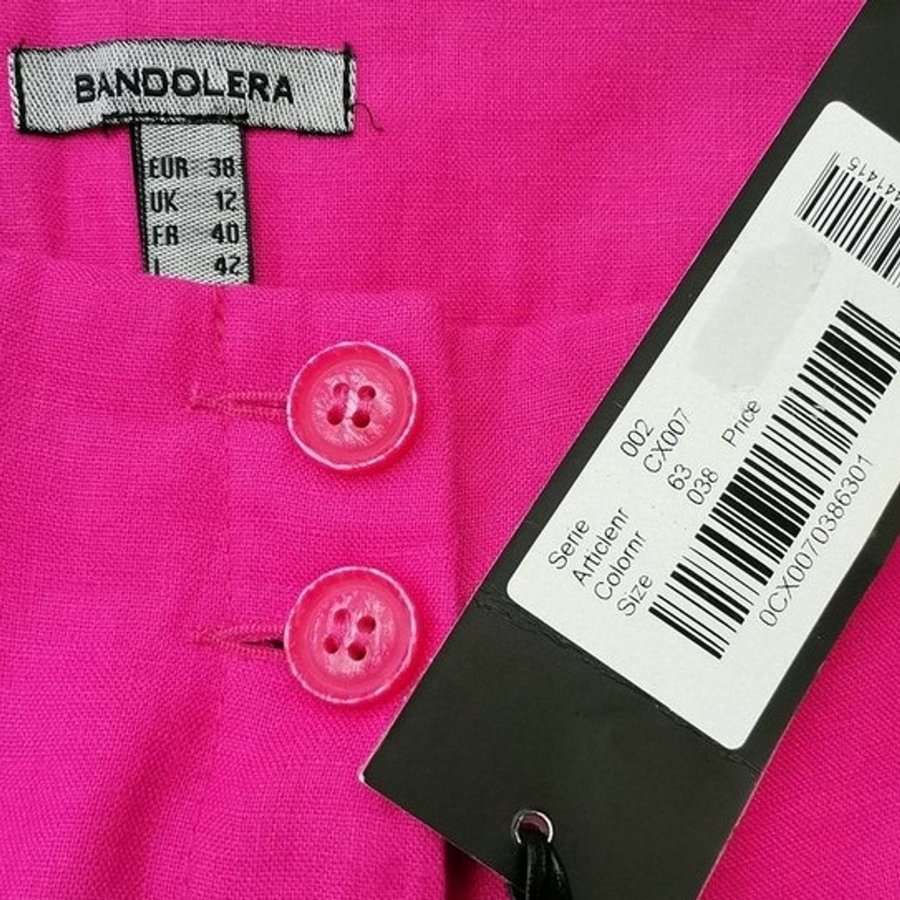 BANDOLERA
EUR 38
UK 12
FR 40
I 42
Serie 002
Articlenr CX007
Colornr 63
Size 038 Price
0CX0070386301